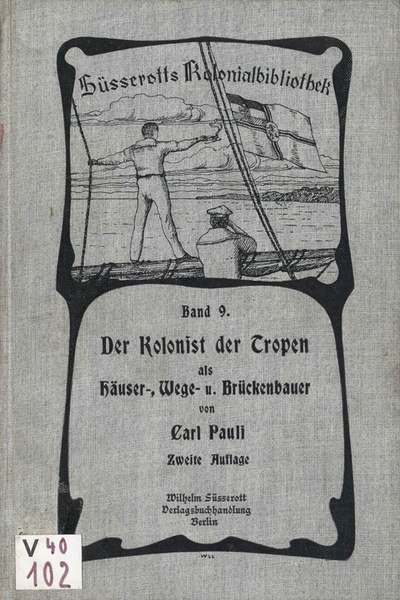 Süsserotts Kolonialbibliothek
Band 9.
Der Kolonist der Tropen
als
Häuser-, Wege- u. Brückenbauer
von
Carl Pauli
Zweite Auflage
Wilhelm Süsserott
Verlagsbuchhandlung
Berlin
V 40
102